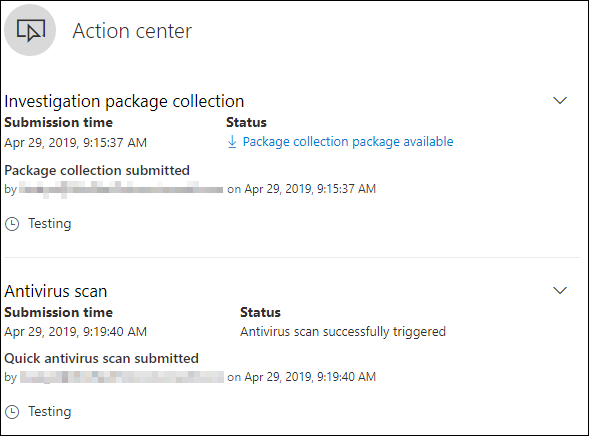 Action center
Investigation package collection
Submission time Status
Apr 29, 2019, 9:15:37 AM Package collection package available
Package collection submitted
by on Apr 29, 2019, 9:15:37 AM
Testing
Antivirus scan
Submission time Status
Apr 29, 2019, 9:19:40 AM Antivirus scan successfully triggered
Quick antivirus scan submitted
by on Apr 29, 2019, 9:19:40 AM
Testing